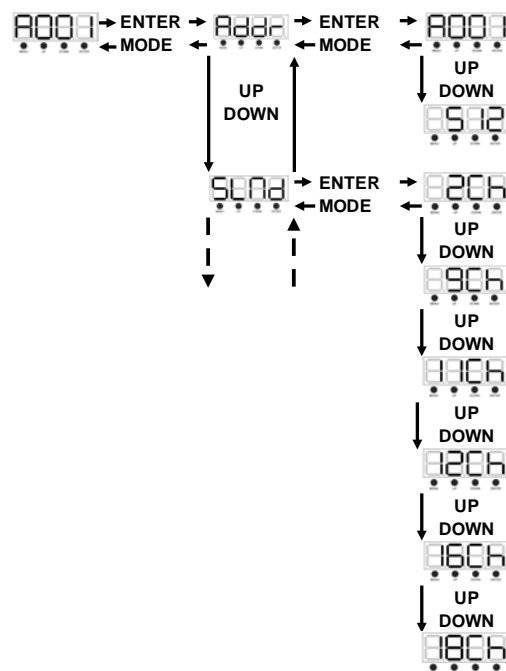 A001 ENTER Addr ENTER A001
MODE MODE
UP
DOWN
UP
DOWN
512
SLNd ENTER 2Ch
MODE
UP
DOWN
9Ch
UP
DOWN
11Ch
UP
DOWN
12Ch
UP
DOWN
16Ch
UP
DOWN
18Ch